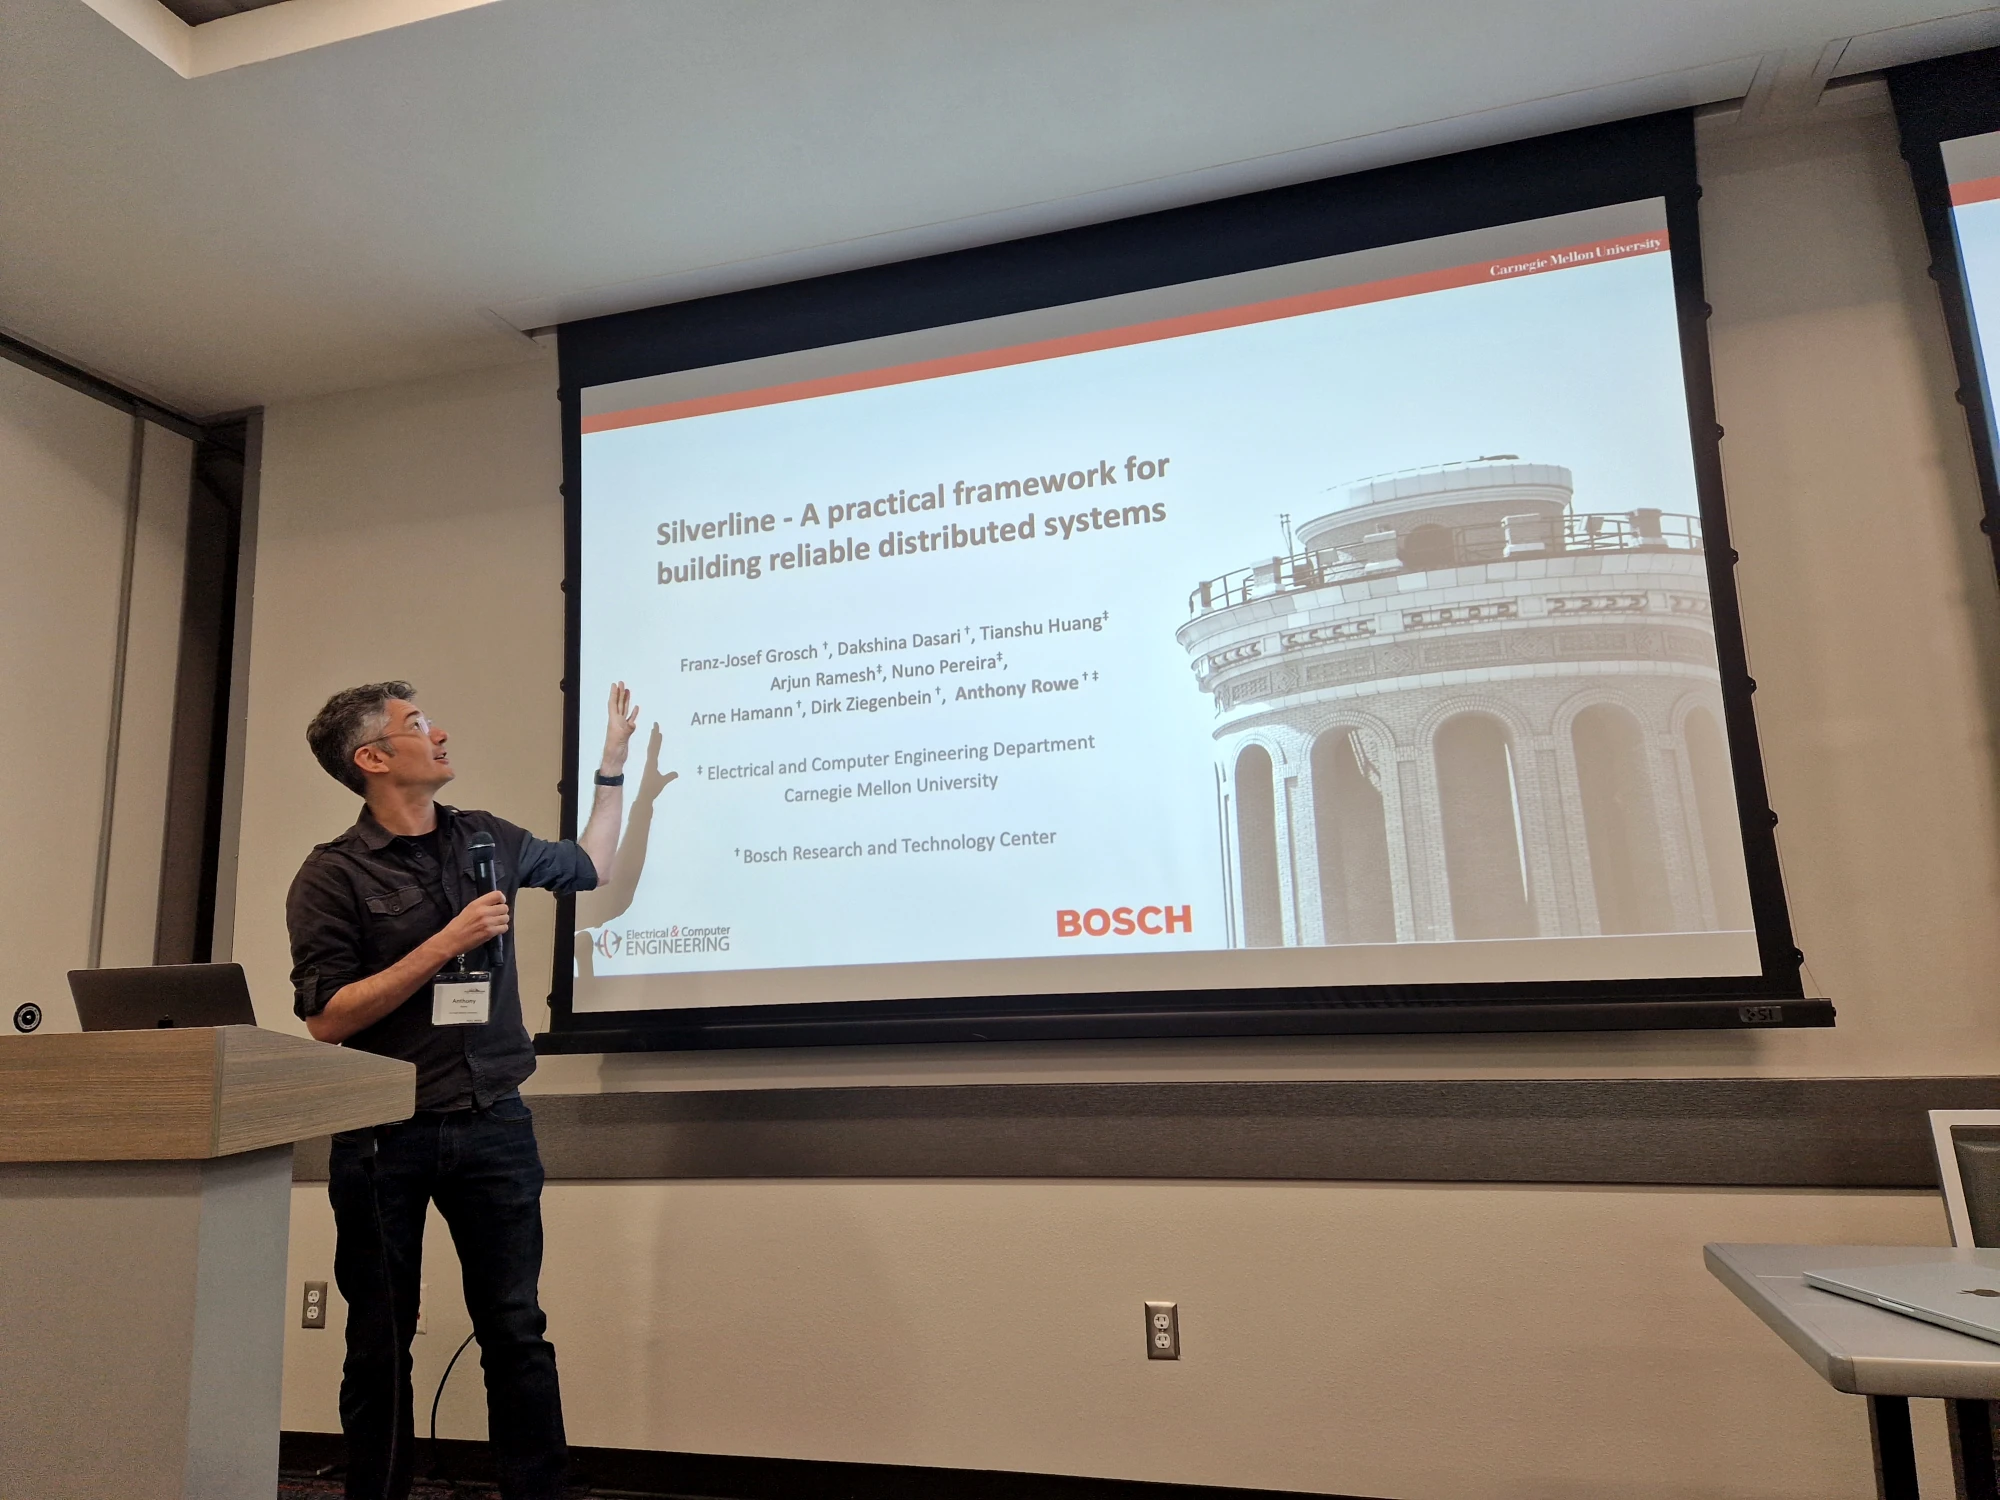 Carnegie Mellon University
Silverline - A practical framework for
building reliable distributed systems
Franz-Josef Grosch †, Dakshina Dasari †, Tianshu Huang‡
Arjun Ramesh‡, Nuno Pereira‡,
Arne Hamann †, Dirk Ziegenbein †, Anthony Rowe † ‡
‡ Electrical and Computer Engineering Department
Carnegie Mellon University
† Bosch Research and Technology Center
Electrical & Computer
ENGINEERING
BOSCH
Anthony